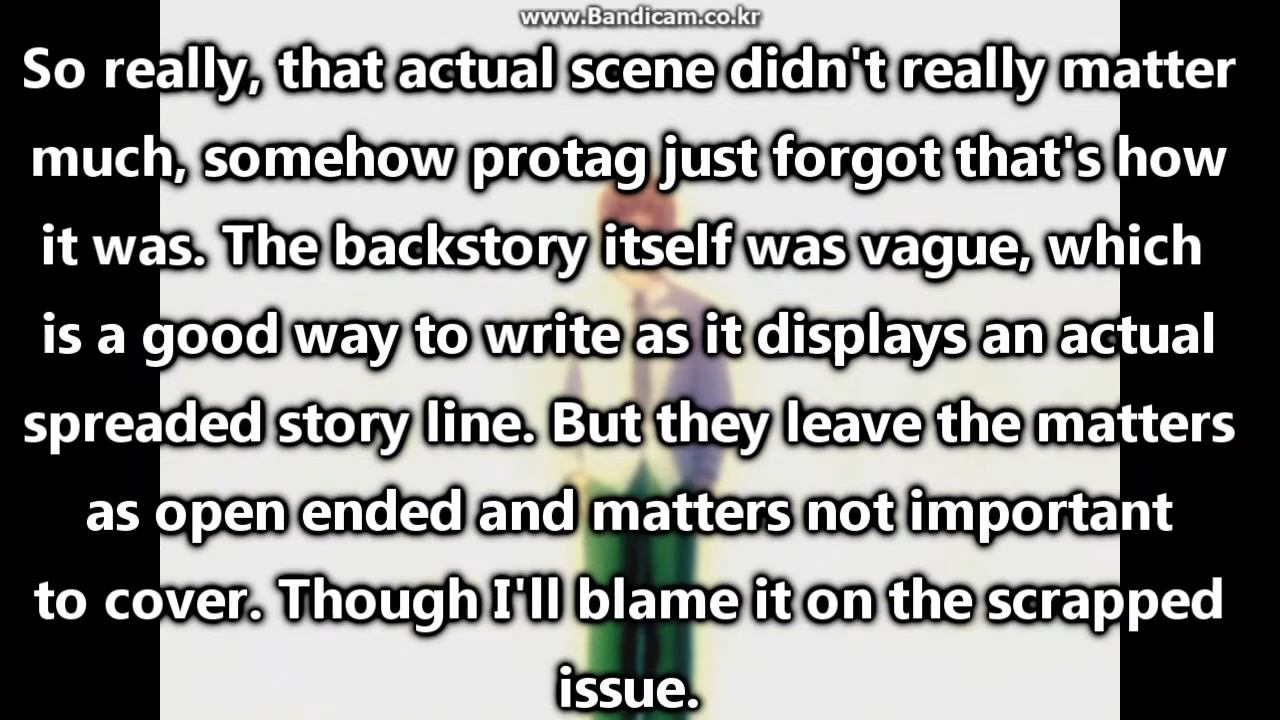 www.Bandicam.co.kr
So really, that actual scene didn't really matter
much, somehow protag just forgot that's how
it was. The backstory itself was vague, which
is a good way to write as it displays an actual
spreaded story line. But they leave the matters
as open ended and matters not important
to cover. Though I'll blame it on the scrapped
issue.